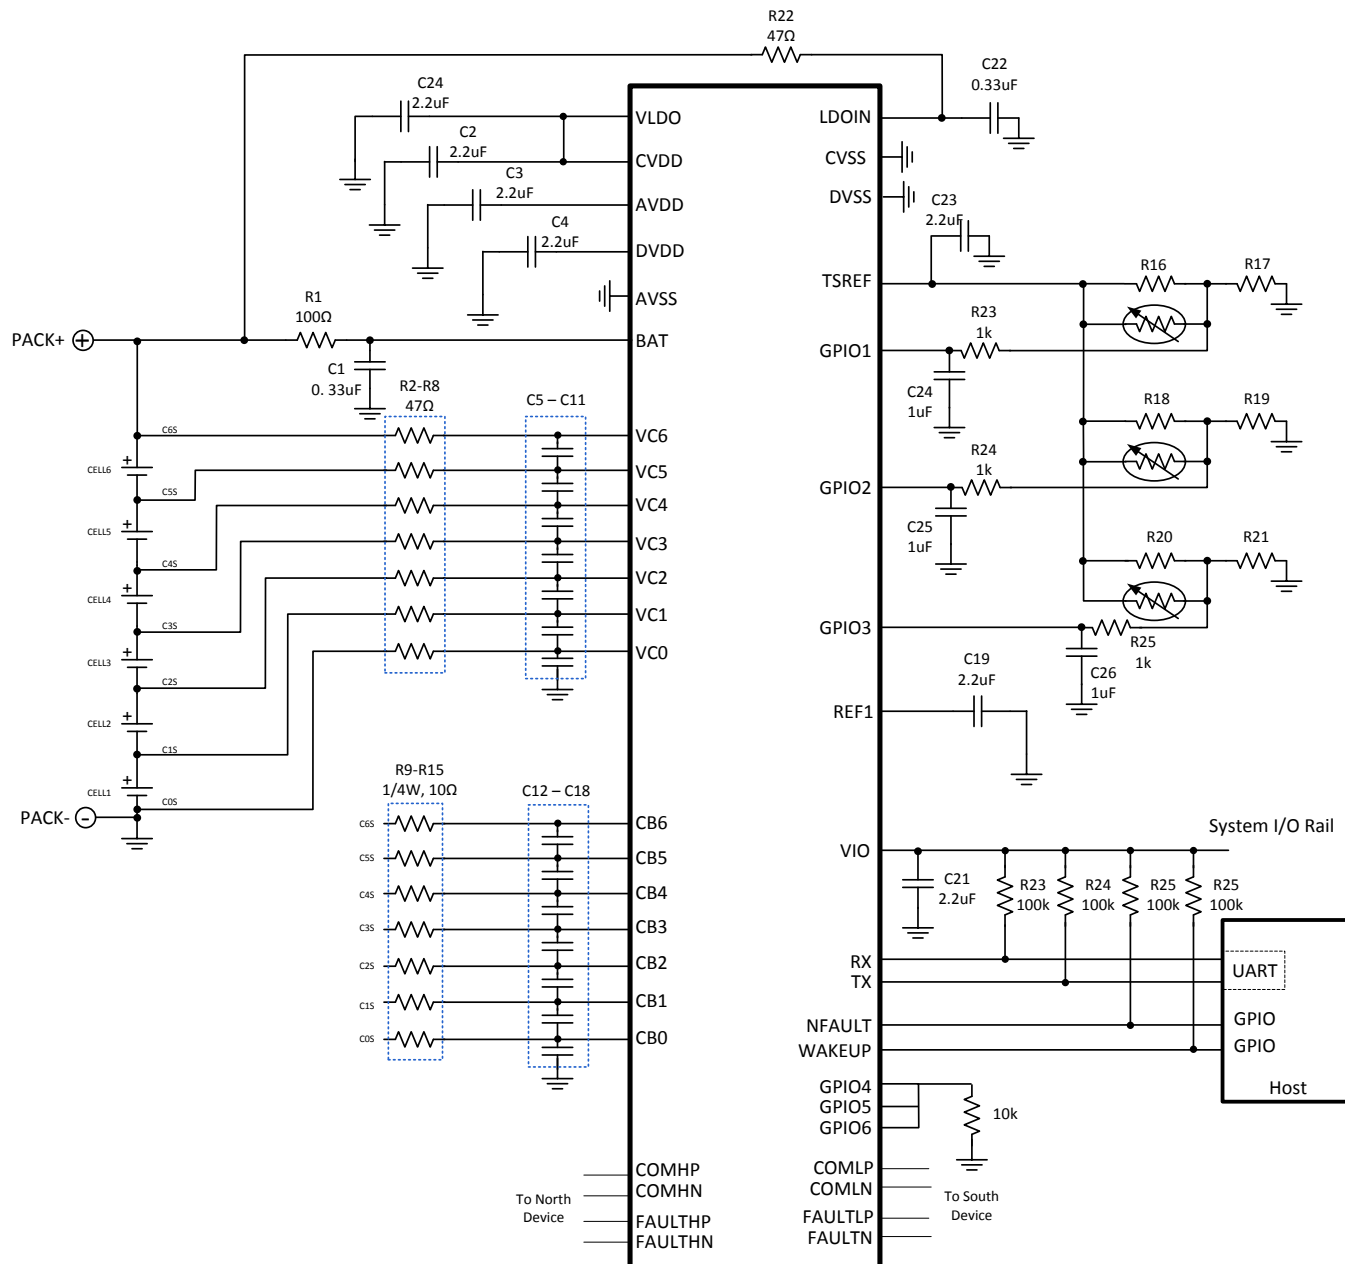 R22
47Ω
C24
2.2uF
C22
0.33uF
VLDO
LDOIN
C2
2.2uF
CVDD
CVSS
C3
2.2uF
AVDD
DVSS
C23
2.2uF
C4
2.2uF
DVDD
TSREF
R16
R17
AVSS
R1
100Ω
R23
1k
PACK+
BAT
GPIO1
C1
0. 33uF
R2-R8
47Ω
C5 – C11
C24
1uF
R18
R19
C6S
VC6
CELL6
VC5
R24
1k
C5S
GPIO2
VC4
CELL5
C25
1uF
VC3
R20
R21
C4S
VC2
CELL4
VC1
GPIO3
C3S
R25
1k
VC0
CELL3
C26
1uF
C19
2.2uF
C2S
REF1
CELL2
C1S
R9-R15
1/4W, 10Ω
C12 – C18
CELL1
C0S
PACK-
C6S
CB6
System I/O Rail
VIO
C5S
CB5
C21
2.2uF
R23
100k
R24
100k
R25
100k
R25
100k
C4S
CB4
C3S
CB3
C2S
CB2
RX
TX
UART
C1S
CB1
NFAULT
GPIO
C0S
CB0
WAKEUP
GPIO
GPIO4
GPIO5
GPIO6
10k
Host
COMHP
COMHN
COMLP
COMLN
To North
Device
To South
Device
FAULTHP
FAULTHN
FAULTLP
FAULTN